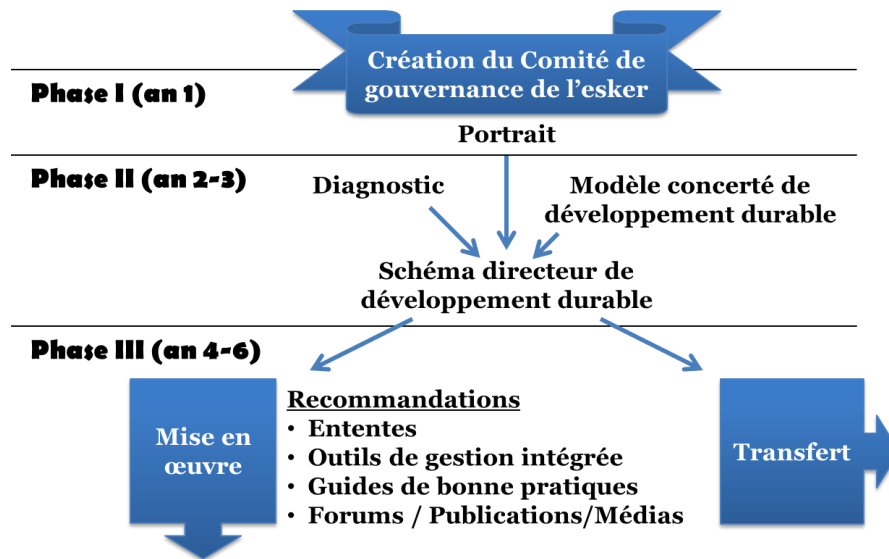 Création du Comité de
gouvernance de l'esker
Phase I (an 1)
Portrait
Phase II (an 2-3)
Diagnostic
Modèle concerté de
développement durable
Schéma directeur de
développement durable
Phase III (an 4-6)
Mise en
œuvre
Recommandations
• Ententes
• Outils de gestion intégrée
• Guides de bonne pratiques
• Forums / Publications/Médias
Transfert